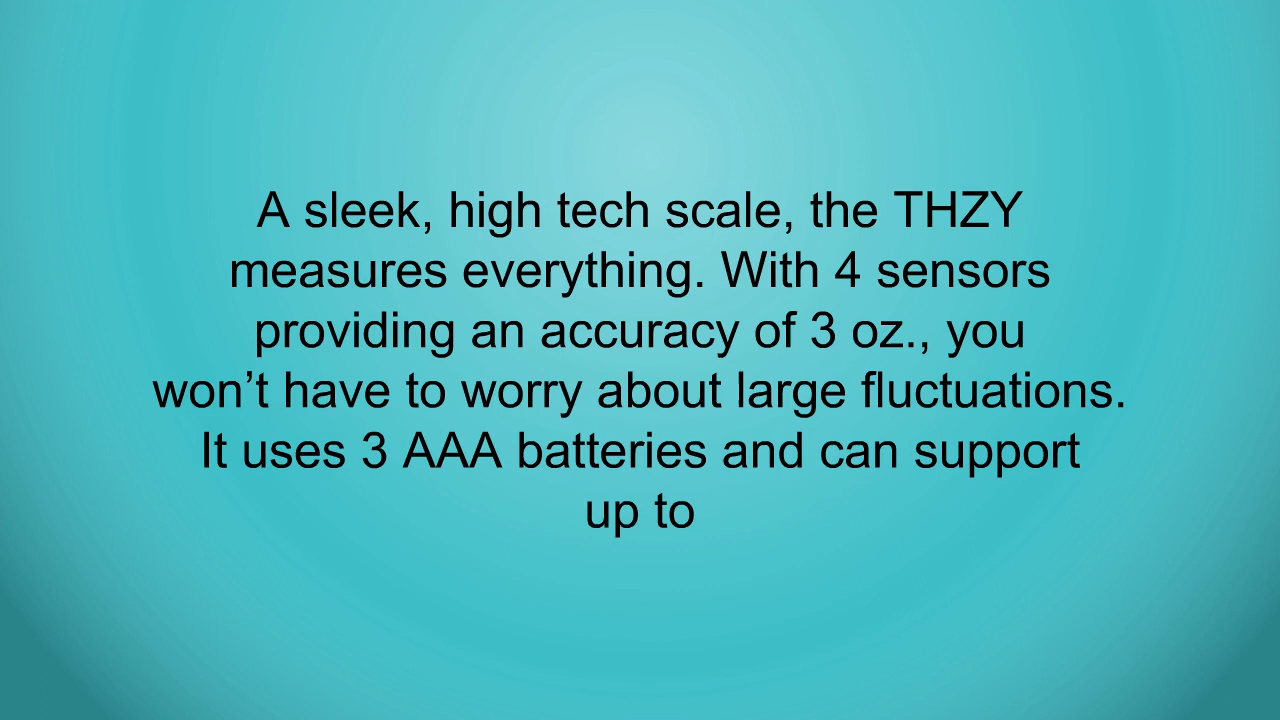 A sleek, high tech scale, the THZY
measures everything. With 4 sensors
providing an accuracy of 3 oz., you
won’t have to worry about large fluctuations.
It uses 3 AAA batteries and can support
up to